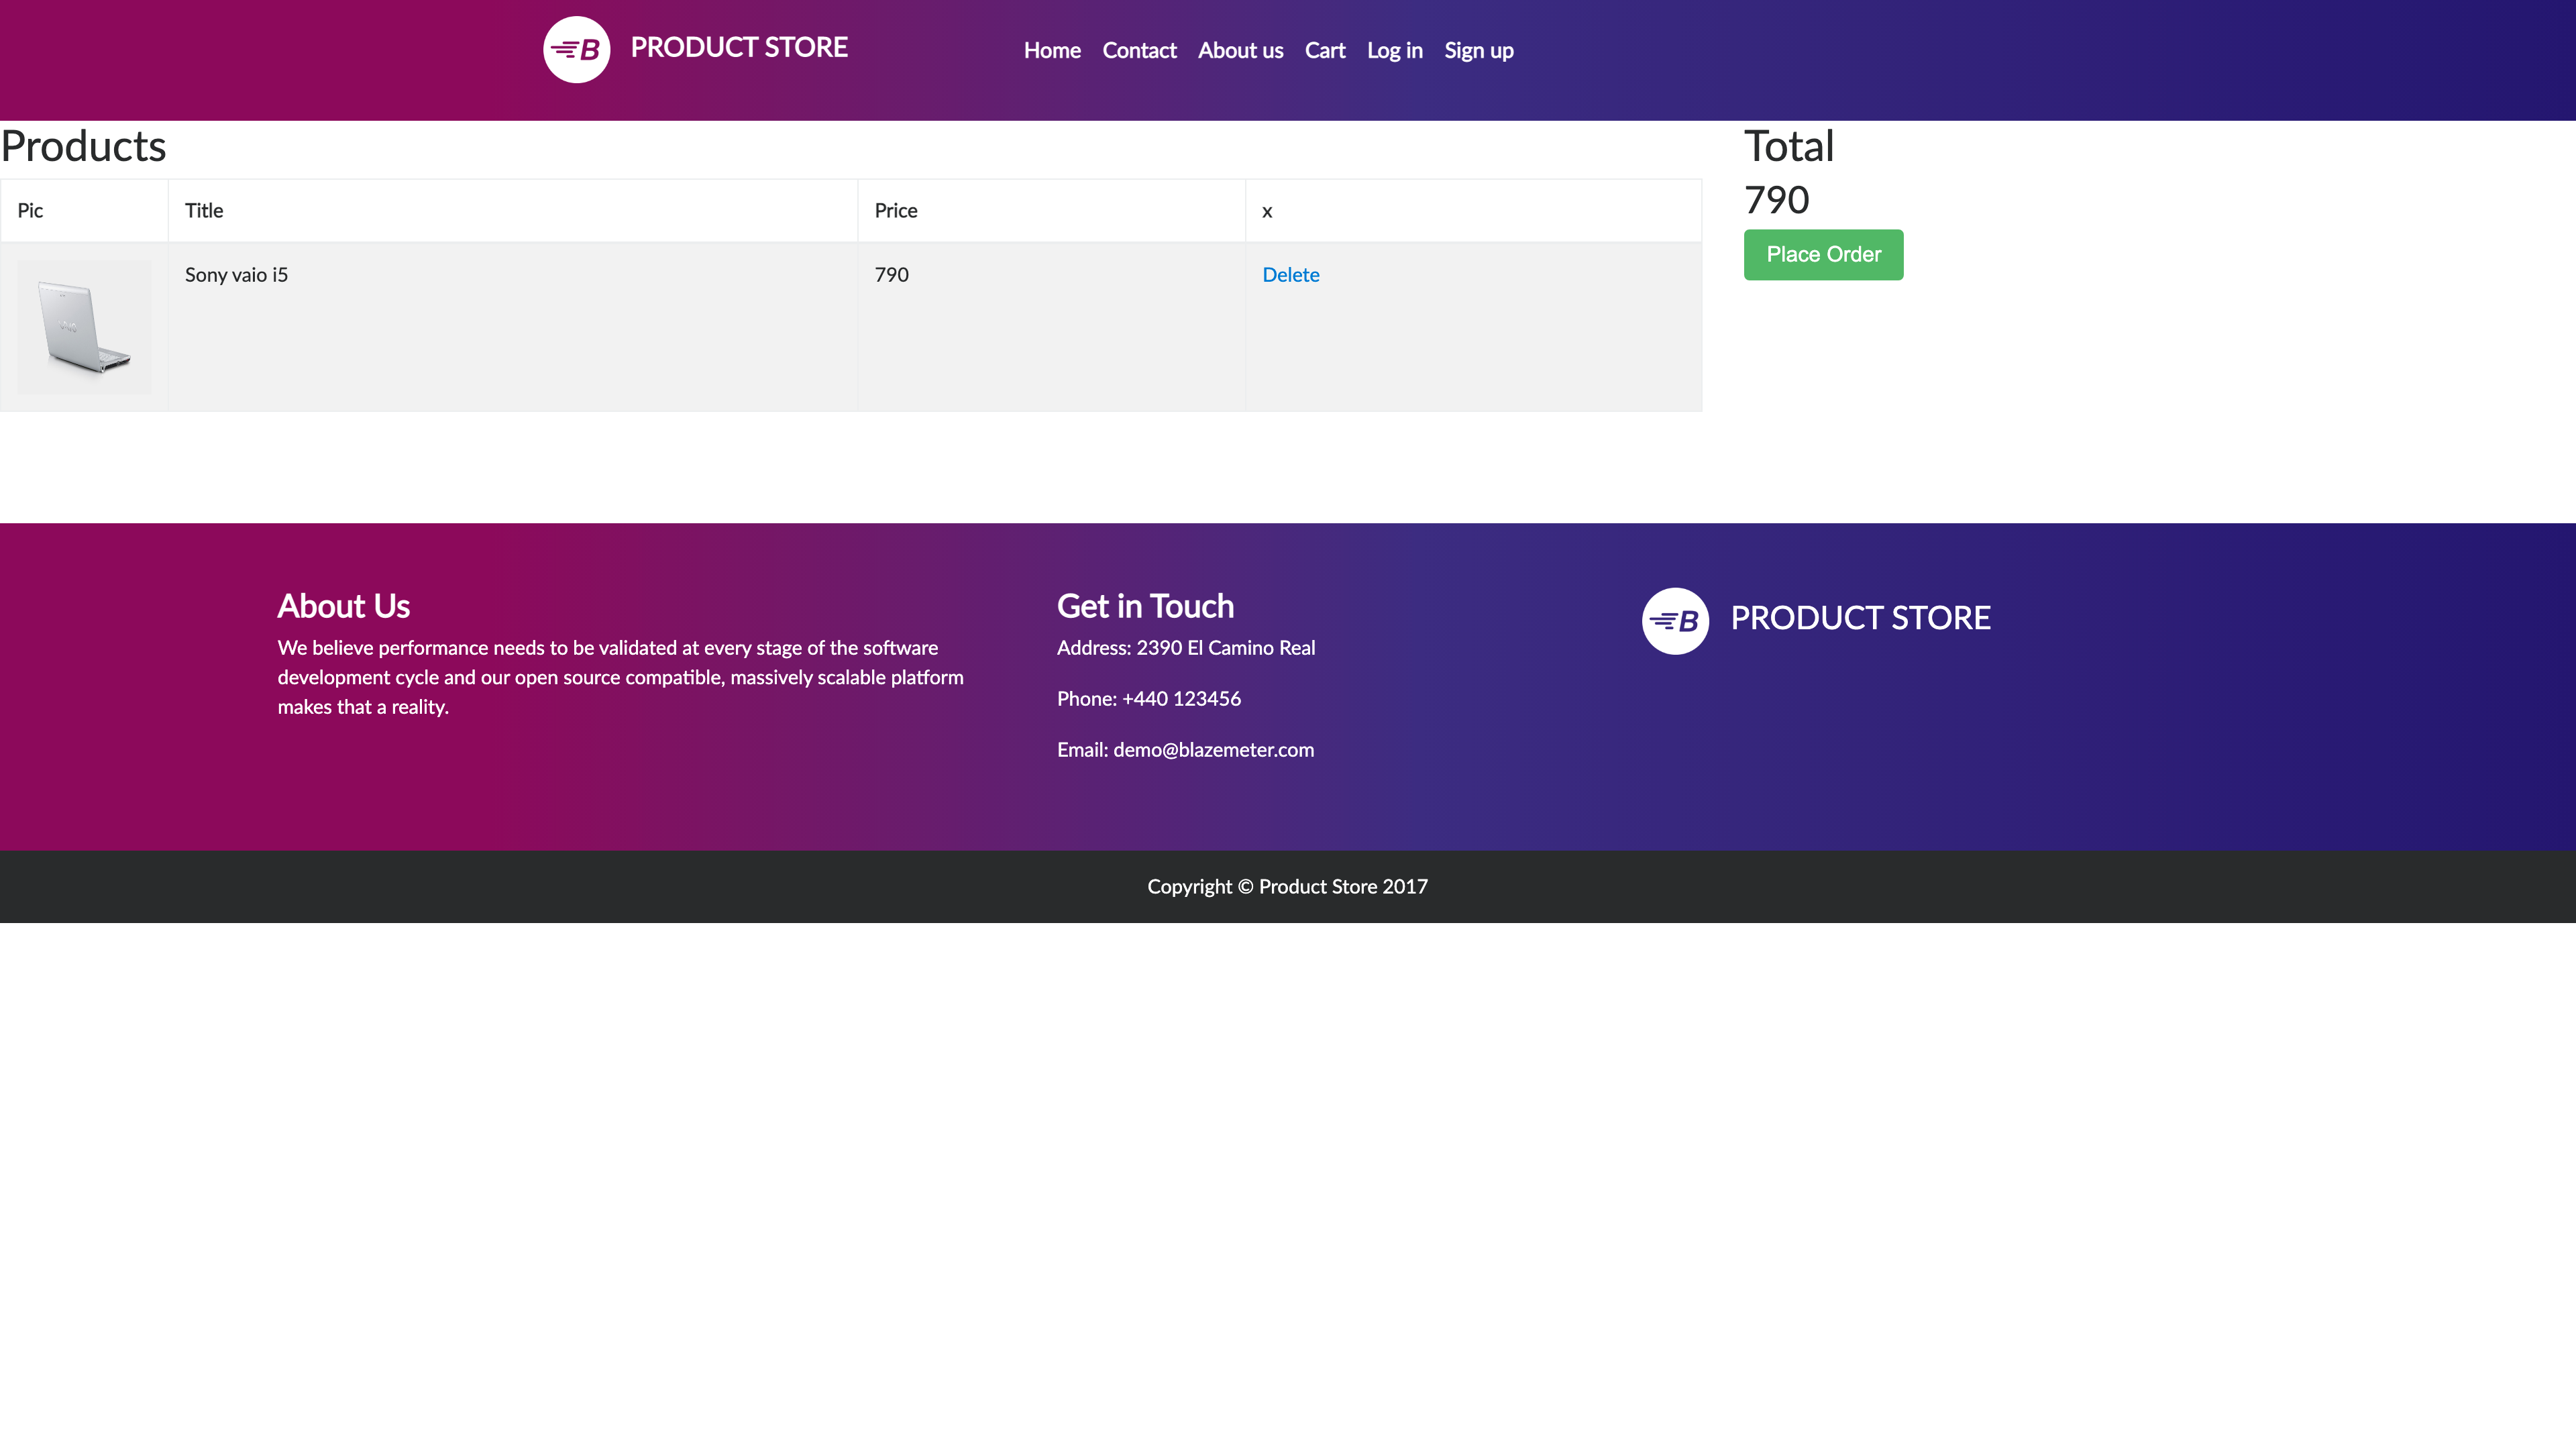 B PRODUCT STORE
Home Contact About us Cart Log in Sign up
Products
Pic Title Price x
VAIO
Sony vaio i5 790 Delete
Total
790
Place Order
About Us
We believe performance needs to be validated at every stage of the software
development cycle and our open source compatible, massively scalable platform
makes that a reality.
Get in Touch
Address: 2390 El Camino Real
Phone: +440 123456
Email: demo@blazemeter.com
B PRODUCT STORE
Copyright © Product Store 2017